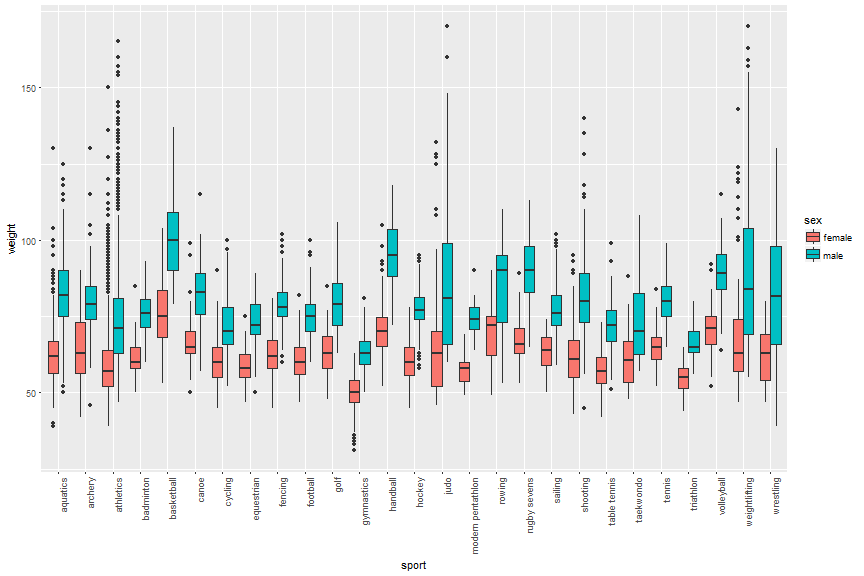 150
100
50
weight
aquatics
archery
athletics
badminton
basketball
canoe
cycling
equestrian
fencing
football
golf
gymnastics
handball
hockey
judo
modern pentathlon
rowing
rugby sevens
sailing
shooting
table tennis
taekwondo
tennis
triathlon
volleyball
weightlifting
wrestling
sport
sex
female
male